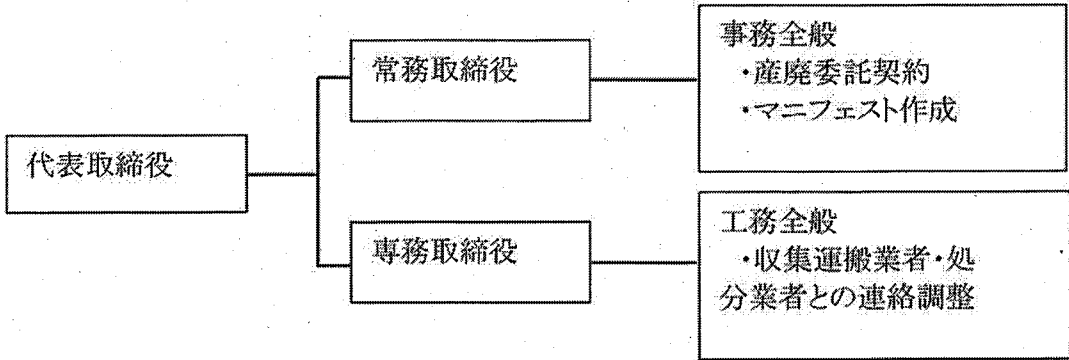 代表取締役
常務取締役
事務全般
・産廃委託契約
・マニフェスト作成
専務取締役
工務全般
・収集運搬業者・処
分業者との連絡調整